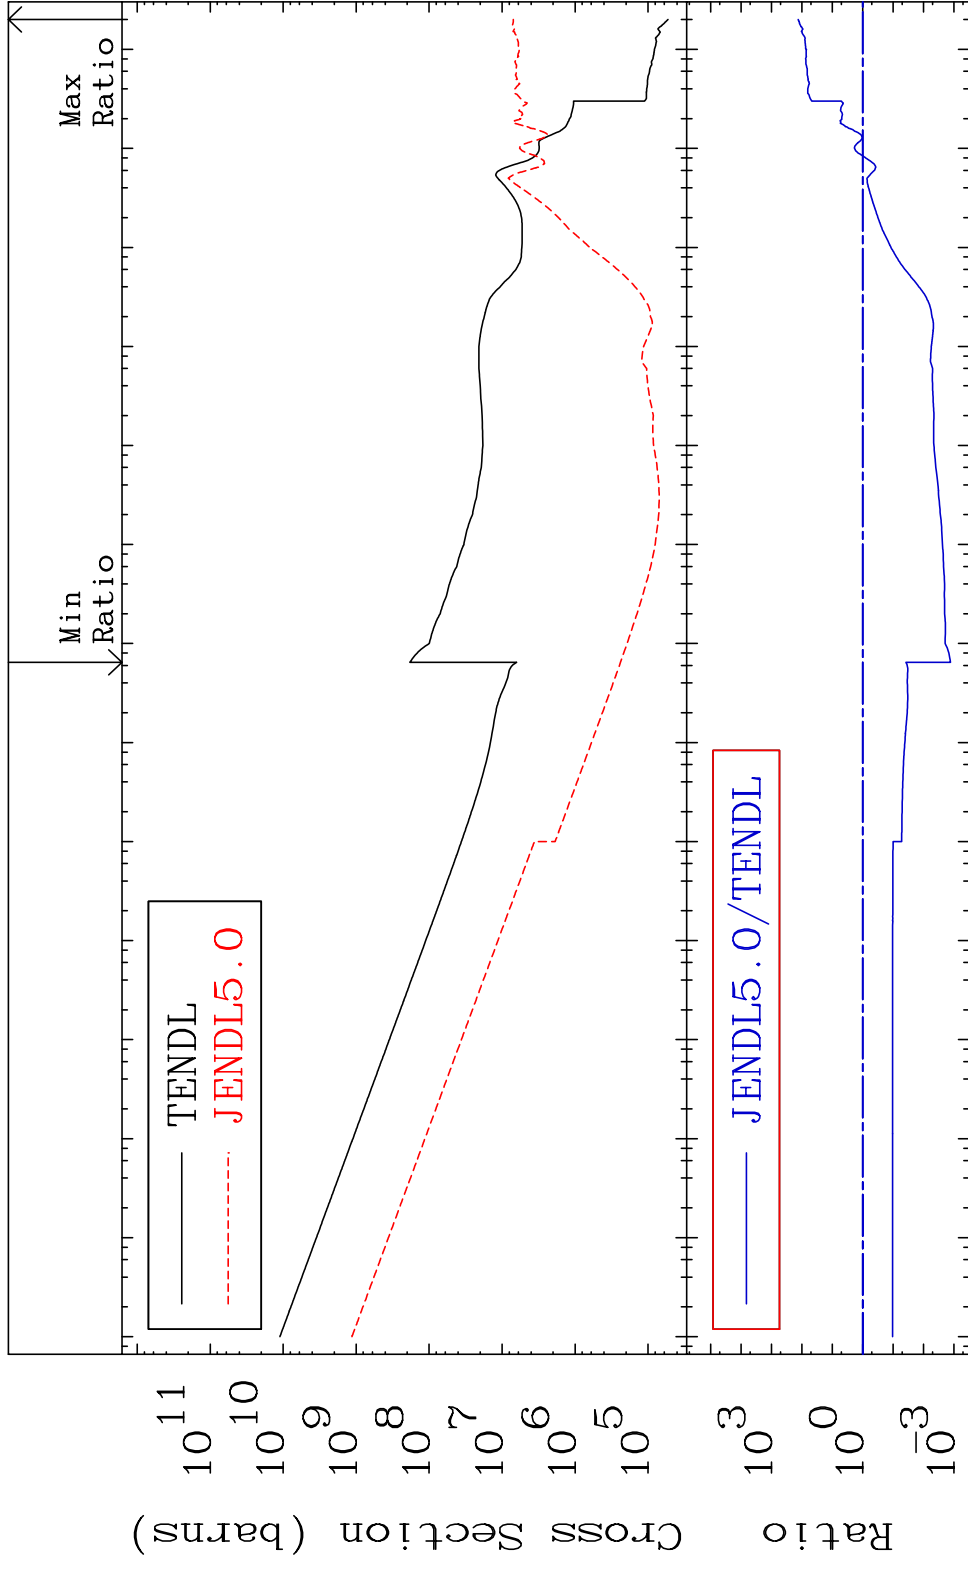 Min
Ratio
Max
Ratio
TENDL
JENDL5.0
10^11
10^10
10^9
10^8
10^7
10^6
10^5
Cross Section (barns)
JENDL5.0/TENDL
10^3
10^0
10^-3
Ratio